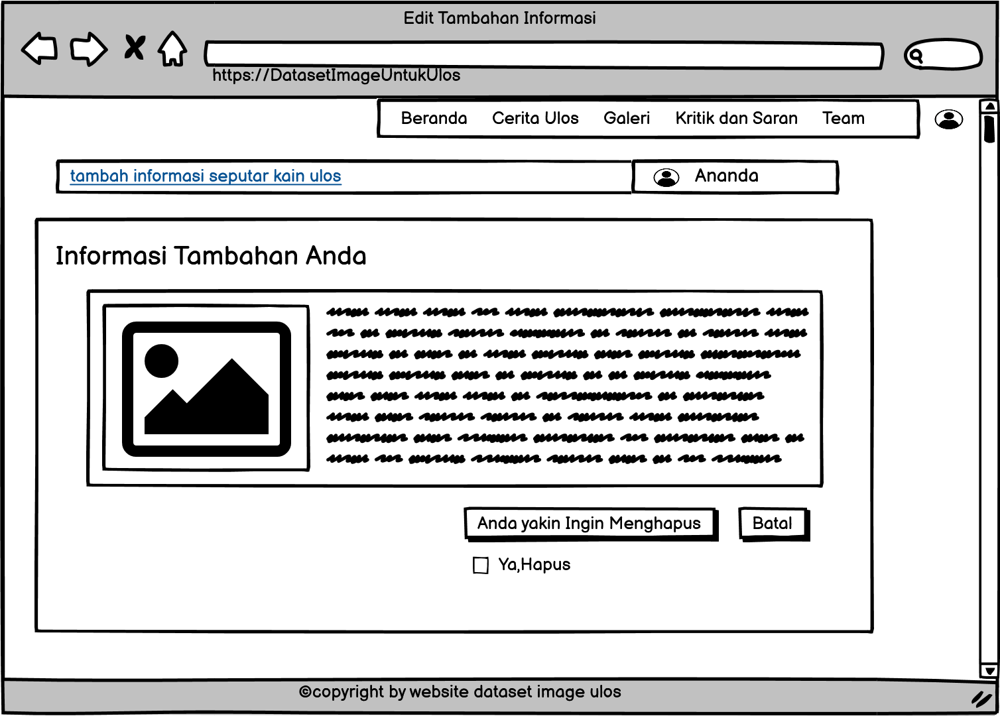 Edit Tambahan Informasi
https://DatasetImageUntukUlos
Beranda Cerita Ulos Galeri Kritik dan Saran Team
tambah informasi seputar kain ulos Ananda
Informasi Tambahan Anda
Anda yakin Ingin Menghapus Batal
Ya,Hapus
©copyright by website dataset image ulos